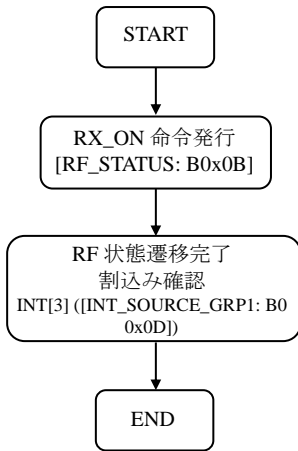 START
RX_ON 命令発行
[RF_STATUS: B0x0B]
RF 状態遷移完了
割込み確認
INT[3] ([INT_SOURCE_GRP1: B0
0x0D])
END